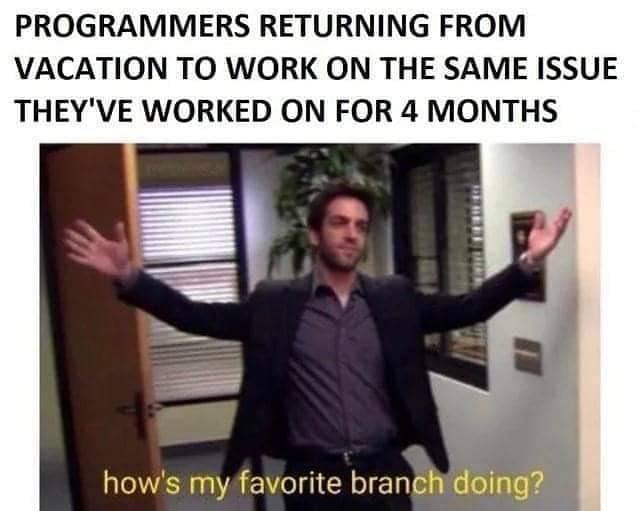 PROGRAMMERS RETURNING FROM
VACATION TO WORK ON THE SAME ISSUE
THEY'VE WORKED ON FOR 4 MONTHS
how's my favorite branch doing?